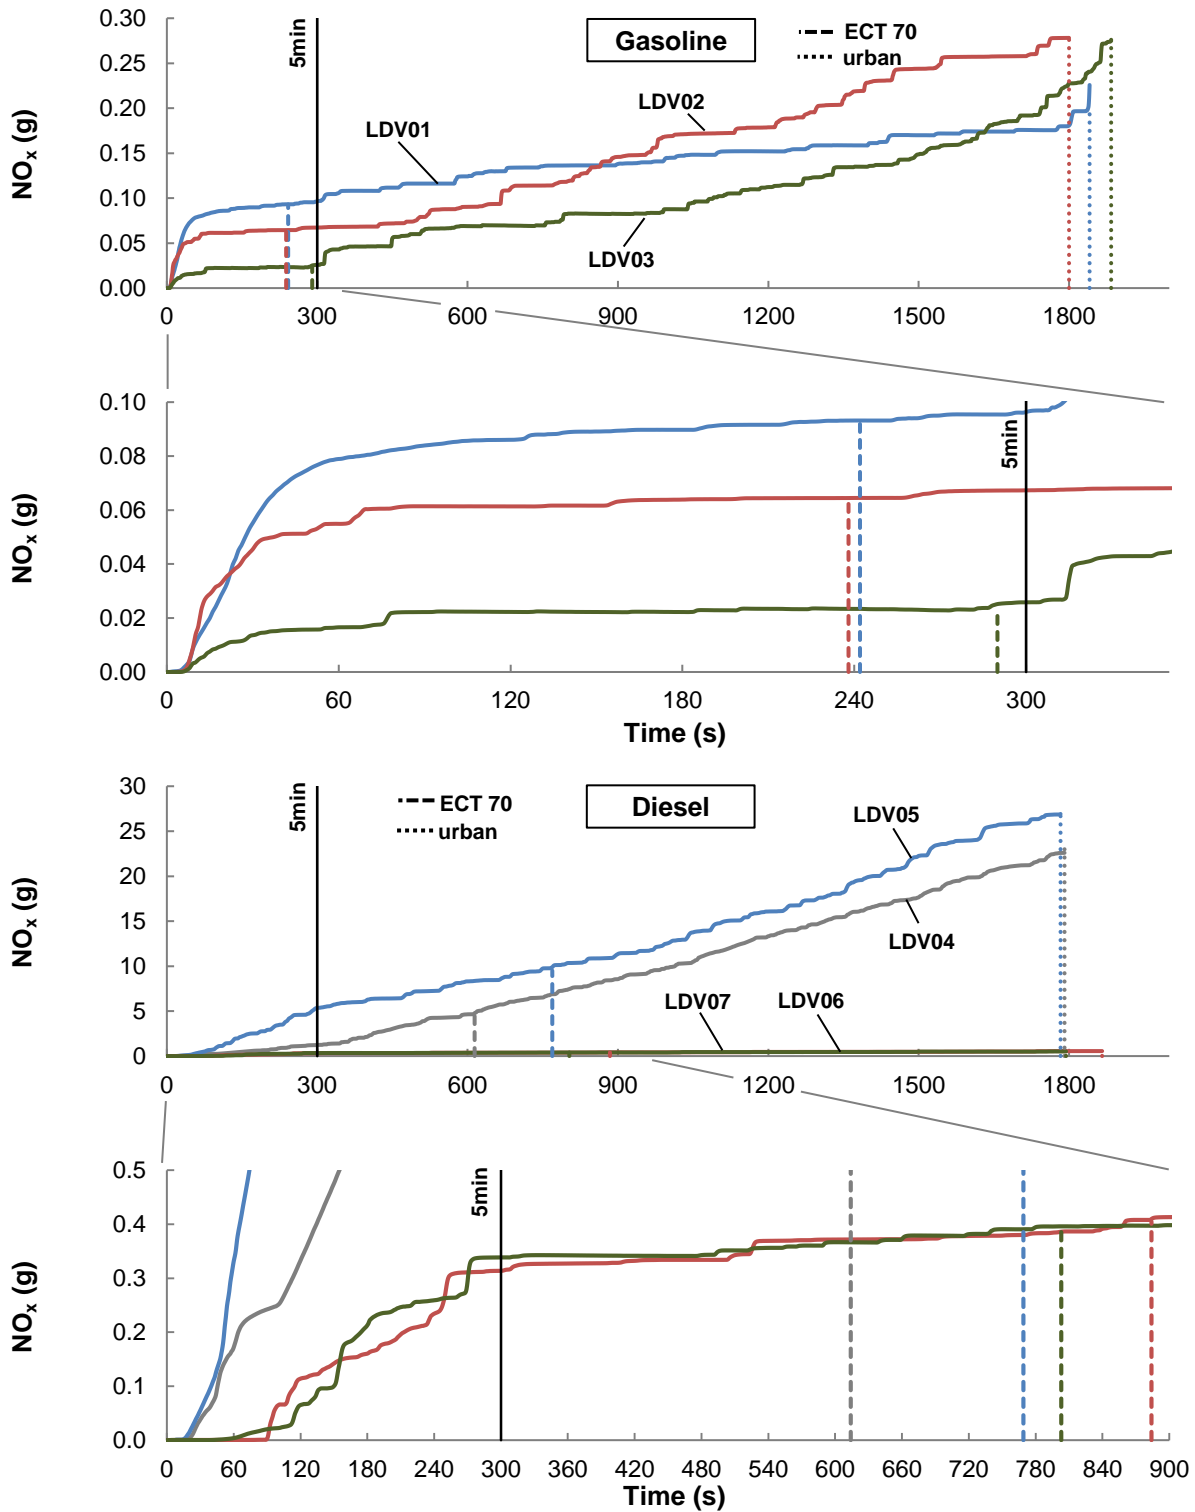 0.30
0.25
0.30
0.15
0.10
0.05
0.00
NOx (g)
5min
Gasoline
ECT 70
urban
LDV01
LDV02
LDV03
0 300 600 900 1200 1500 1800
0.10
0.08
0.06
0.04
0.02
0.00
NOx (g)
5min
0 60 120 180 240 300
Time (s)
30
25
20
15
10
5
0
NOx (g)
5min
ECT 70
urban
Diesel
LDV05
LDV04
LDV07
LDV06
0 300 600 900 1200 1500 1800
0.5
0.4
0.3
0.2
0.1
0.0
NOx (g)
5min
0 60 120 180 240 300 360 420 480 540 600 660 720 780 840 900
Time (s)